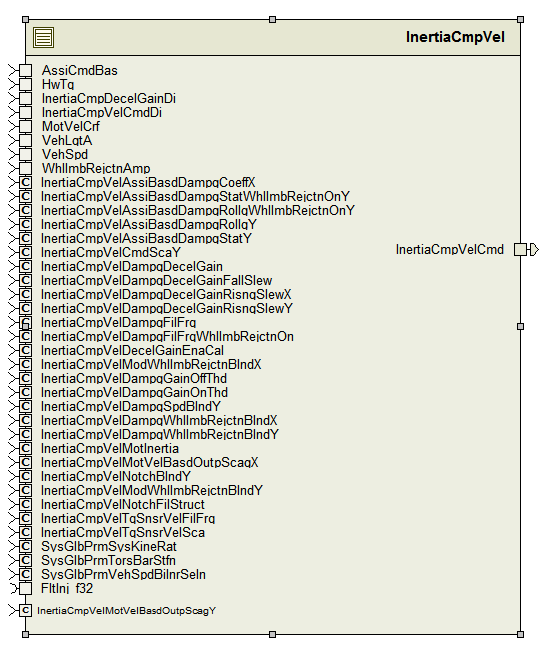 InertiaCmpVel
AssiCmdBas
HwTq
InertiaCmpDecelGainDi
InertiaCmpVelCmdDi
MotVelCrf
VehLgtA
VehSpd
WhlImbRejctnAmp
C InertiaCmpVelAssiBasdDampgCoeffX
C InertiaCmpVelAssiBasdDampgStatWhlImbRejctnOnY
C InertiaCmpVelAssiBasdDampgRollgWhlImbRejctnOnY
C InertiaCmpVelAssiBasdDampgRollgY
C InertiaCmpVelAssiBasdDampgStatY
C InertiaCmpVelCmdScaY
InertiaCmpVelCmd
C InertiaCmpVelDampgDecelGain
C InertiaCmpVelDampgDecelGainFallSlew
C InertiaCmpVelDampgDecelGainRisngSlewX
C InertiaCmpVelDampgDecelGainRisngSlewY
C InertiaCmpVelDampgFilFrq
C InertiaCmpVelDampgFilFrqWhlImbRejctnOn
C InertiaCmpVelDecelGainEnaCal
C InertiaCmpVelModWhlImbRejctnBlndX
C InertiaCmpVelDampgGainOffThd
C InertiaCmpVelDampgGainOnThd
C InertiaCmpVelDampgSpdBlndY
C InertiaCmpVelDampgWhlImbRejctnBlndX
C InertiaCmpVelDampgWhlImbRejctnBlndY
C InertiaCmpVelMotInertia
C InertiaCmpVelMotVelBasdOutpScagX
C InertiaCmpVelNotchBlndY
C InertiaCmpVelModWhlImbRejctnBlndY
C InertiaCmpVelNotchFilStruct
C InertiaCmpVelTqSnsrVelFilFrq
C InertiaCmpVelTqSnsrVelSca
C SysGlbPrmSysKineRat
C SysGlbPrmTorsBarStfn
C SysGlbPrmVehSpdBilnrSeln
FltInj_f32
C InertiaCmpVelMotVelBasdOutpScagY